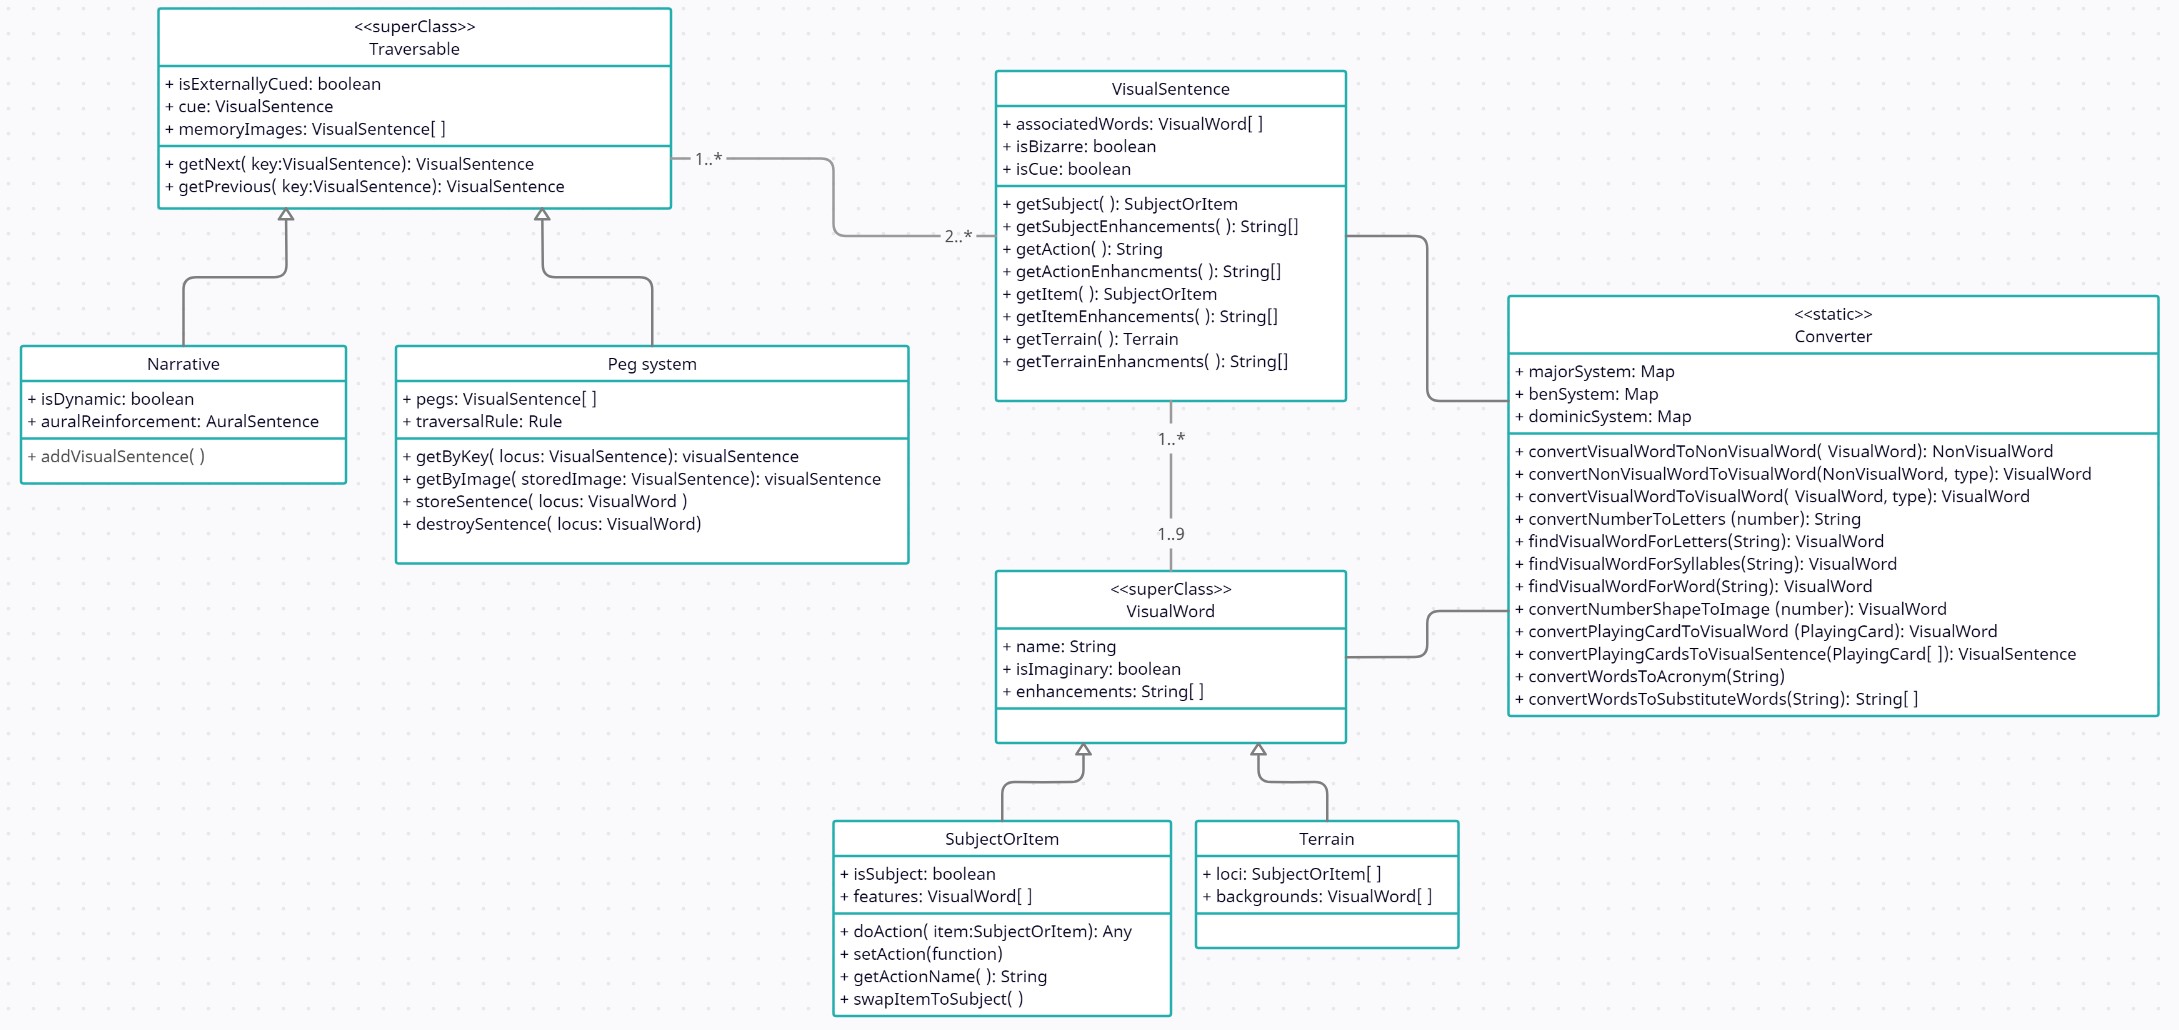 <<superClass>>
Traversable
+ isExternallyCued: boolean
+ cue: VisualSentence
+ memoryImages: VisualSentence[ ]
+ getNext( key:VisualSentence): VisualSentence
+ getPrevious( key:VisualSentence): VisualSentence
1..*
2..*
Narrative
+ isDynamic: boolean
+ auralReinforcement: AuralSentence
+ addVisualSentence( )
Peg system
+ pegs: VisualSentence[ ]
+ traversalRule: Rule
+ getByKey( locus: VisualSentence): visualSentence
+ getByImage( storedImage: VisualSentence): visualSentence
+ storeSentence( locus: VisualWord )
+ destroySentence( locus: VisualWord)
VisualSentence
+ associatedWords: VisualWord[ ]
+ isBizarre: boolean
+ isCue: boolean
+ getSubject( ): SubjectOrItem
+ getSubjectEnhancements( ): String[]
+ getAction( ): String
+ getActionEnhancments( ): String[]
+ getItem( ): SubjectOrItem
+ getItemEnhancements( ): String[]
+ getTerrain( ): Terrain
+ getTerrainEnhancments( ): String[]
1..*
1..9
<<superClass>>
VisualWord
+ name: String
+ isImaginary: boolean
+ enhancements: String[ ]
SubjectOrItem
+ isSubject: boolean
+ features: VisualWord[ ]
+ doAction( item:SubjectOrItem): Any
+ setAction(function)
+ getActionName( ): String
+ swapItemToSubject( )
Terrain
+ loci: SubjectOrItem[ ]
+ backgrounds: VisualWord[ ]
<<static>>
Converter
+ majorSystem: Map
+ benSystem: Map
+ dominicSystem: Map
+ convertVisualWordToNonVisualWord( VisualWord): NonVisualWord
+ convertNonVisualWordToVisualWord(NonVisualWord, type): VisualWord
+ convertVisualWordToVisualWord( VisualWord, type): VisualWord
+ convertNumberToLetters (number): String
+ findVisualWordForLetters(String): VisualWord
+ findVisualWordForSyllables(String): VisualWord
+ findVisualWordForWord(String): VisualWord
+ convertNumberShapeToImage (number): VisualWord
+ convertPlayingCardToVisualWord (PlayingCard): VisualWord
+ convertPlayingCardsToVisualSentence(PlayingCard[ ]): VisualSentence
+ convertWordsToAcronym(String)
+ convertWordsToSubstituteWords(String): String[ ]